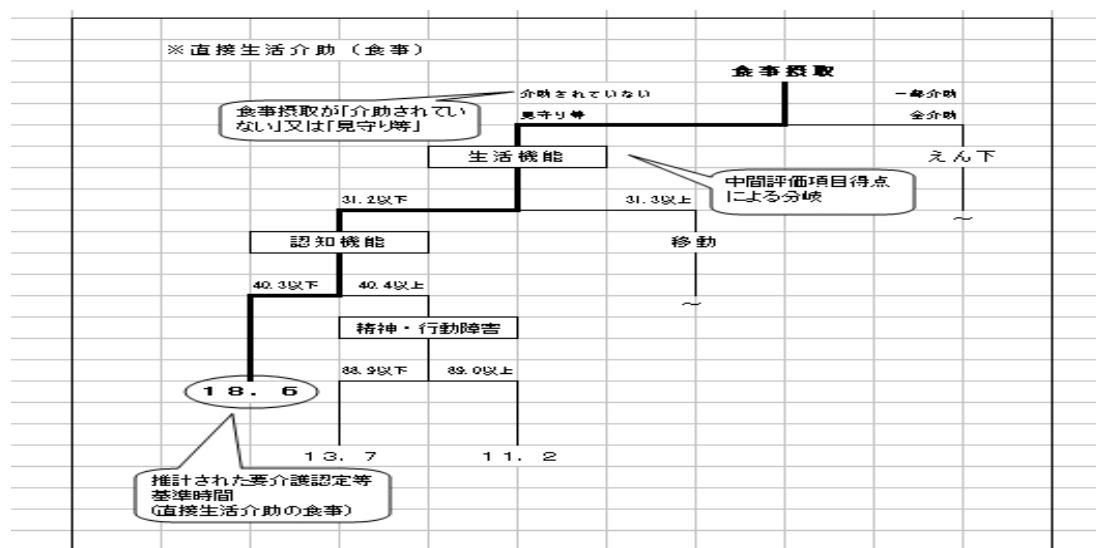 ※直接生活介助(食事)
食事摂取
介助されていない
一部介助
食事摂取が「介助されてい
ない」又は「見守り等」
見守り等
全介助
生活機能
えん下
中間評価項目得点
による分岐
31.2以下
31.3以上
~
認知機能
移動
40.3以下
40.4以上
~
精神・行動障害
88.9以下
89.0以上
18.6
13.7
11.2
推計された要介護認定等
基準時間
(直接生活介助の食事)